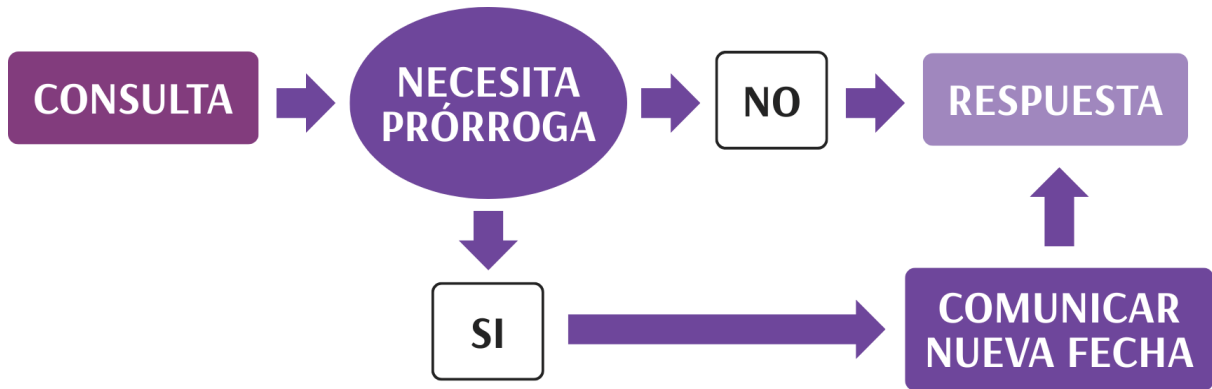 CONSULTA
NECESITA
PRÓRROGA
NO
RESPUESTA
SI
COMUNICAR
NUEVA FECHA